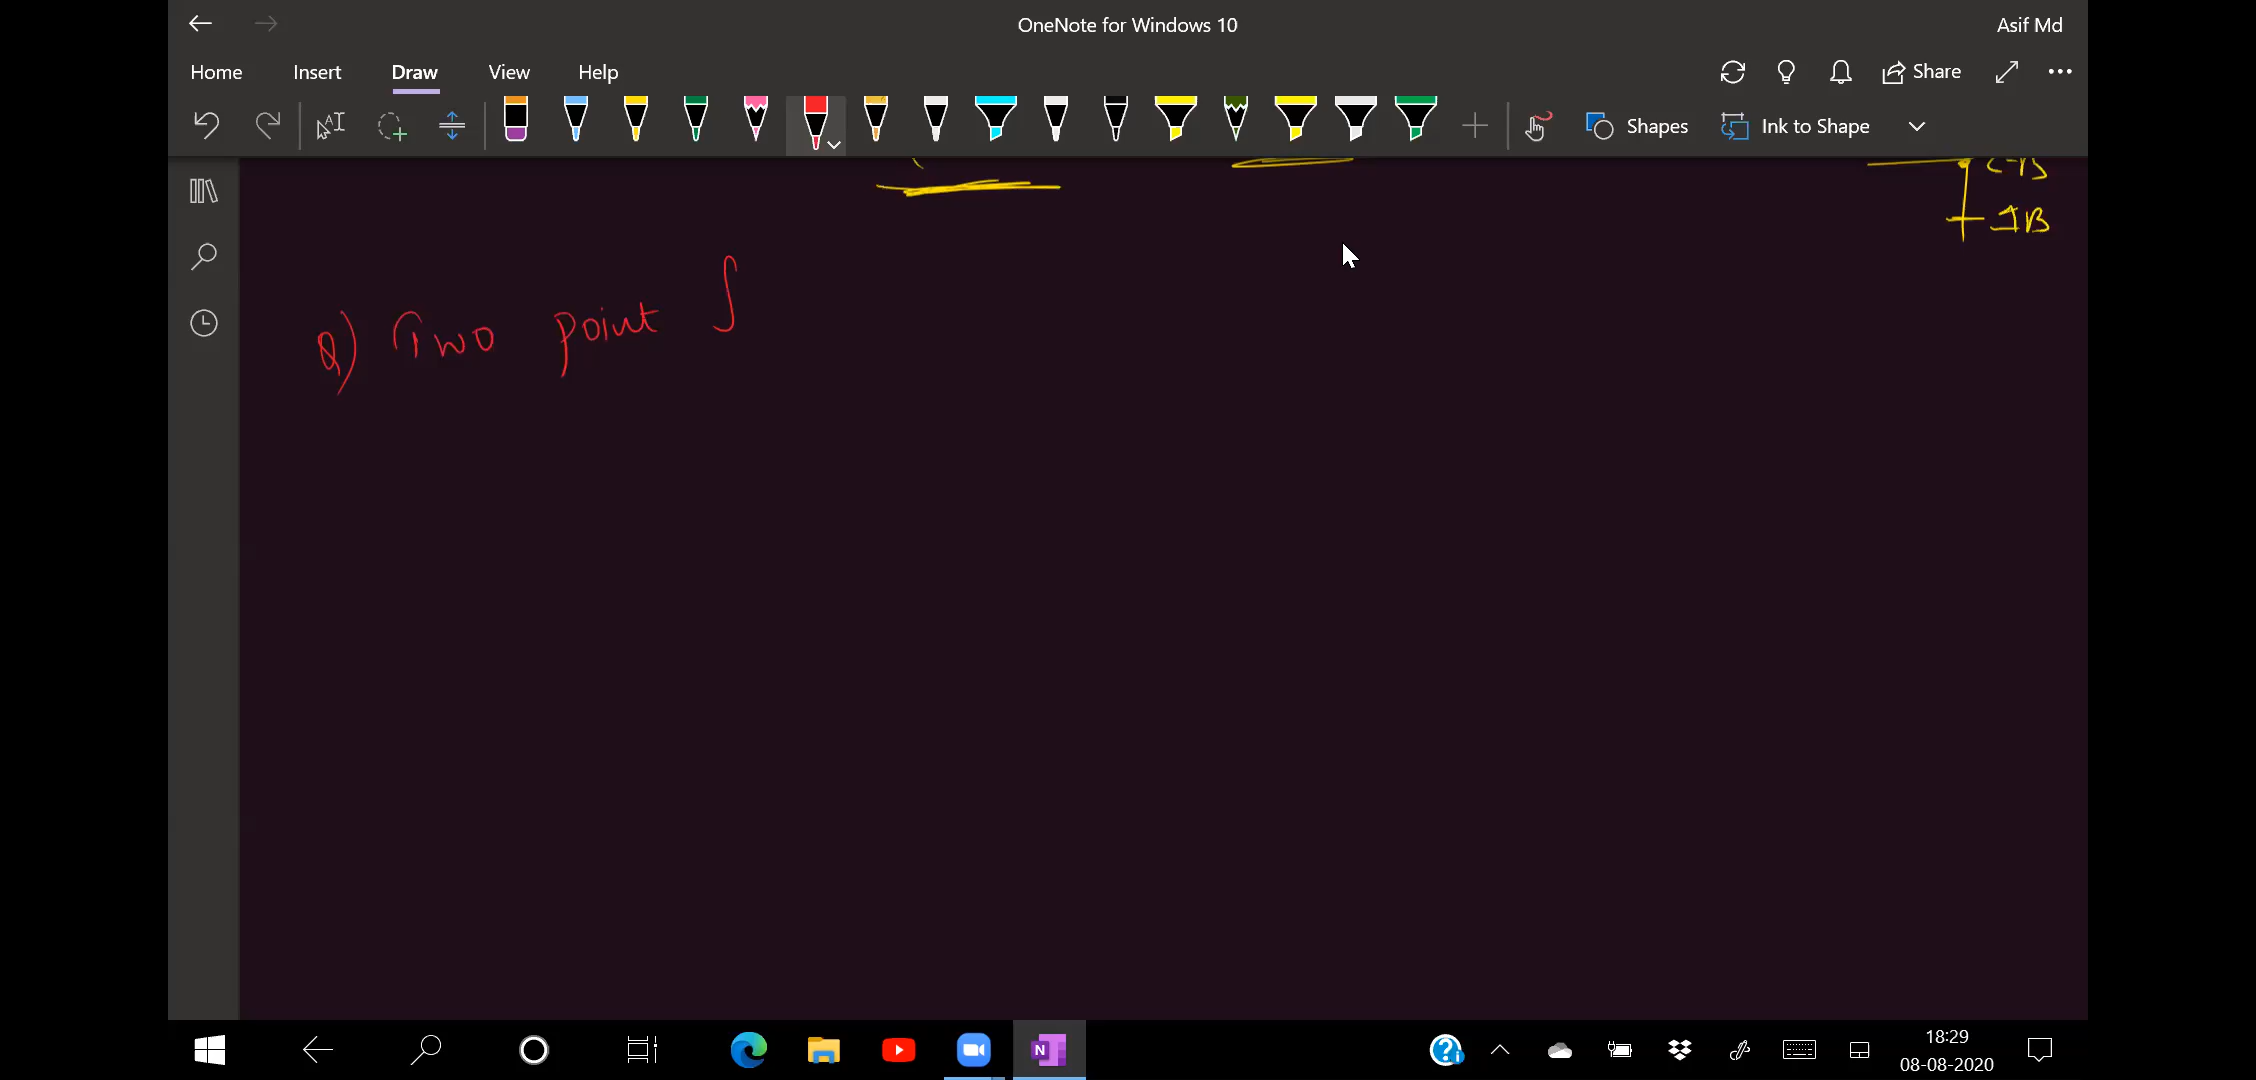 OneNote for Windows 10
Asif Md
Home Insert Draw View Help
Share
Shapes
Ink to Shape
IB
Q) Two point
18:29
08-08-2020